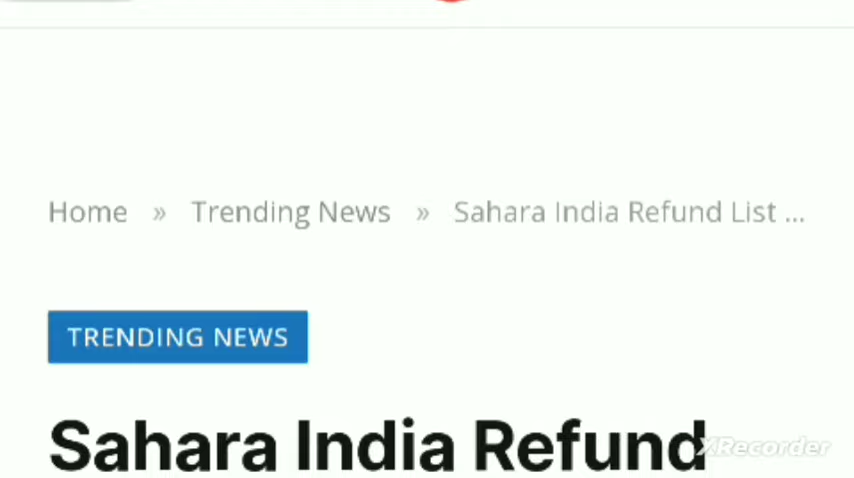 Home » Trending News » Sahara India Refund List ...
TRENDING NEWS
Sahara India Refund
XRecorder